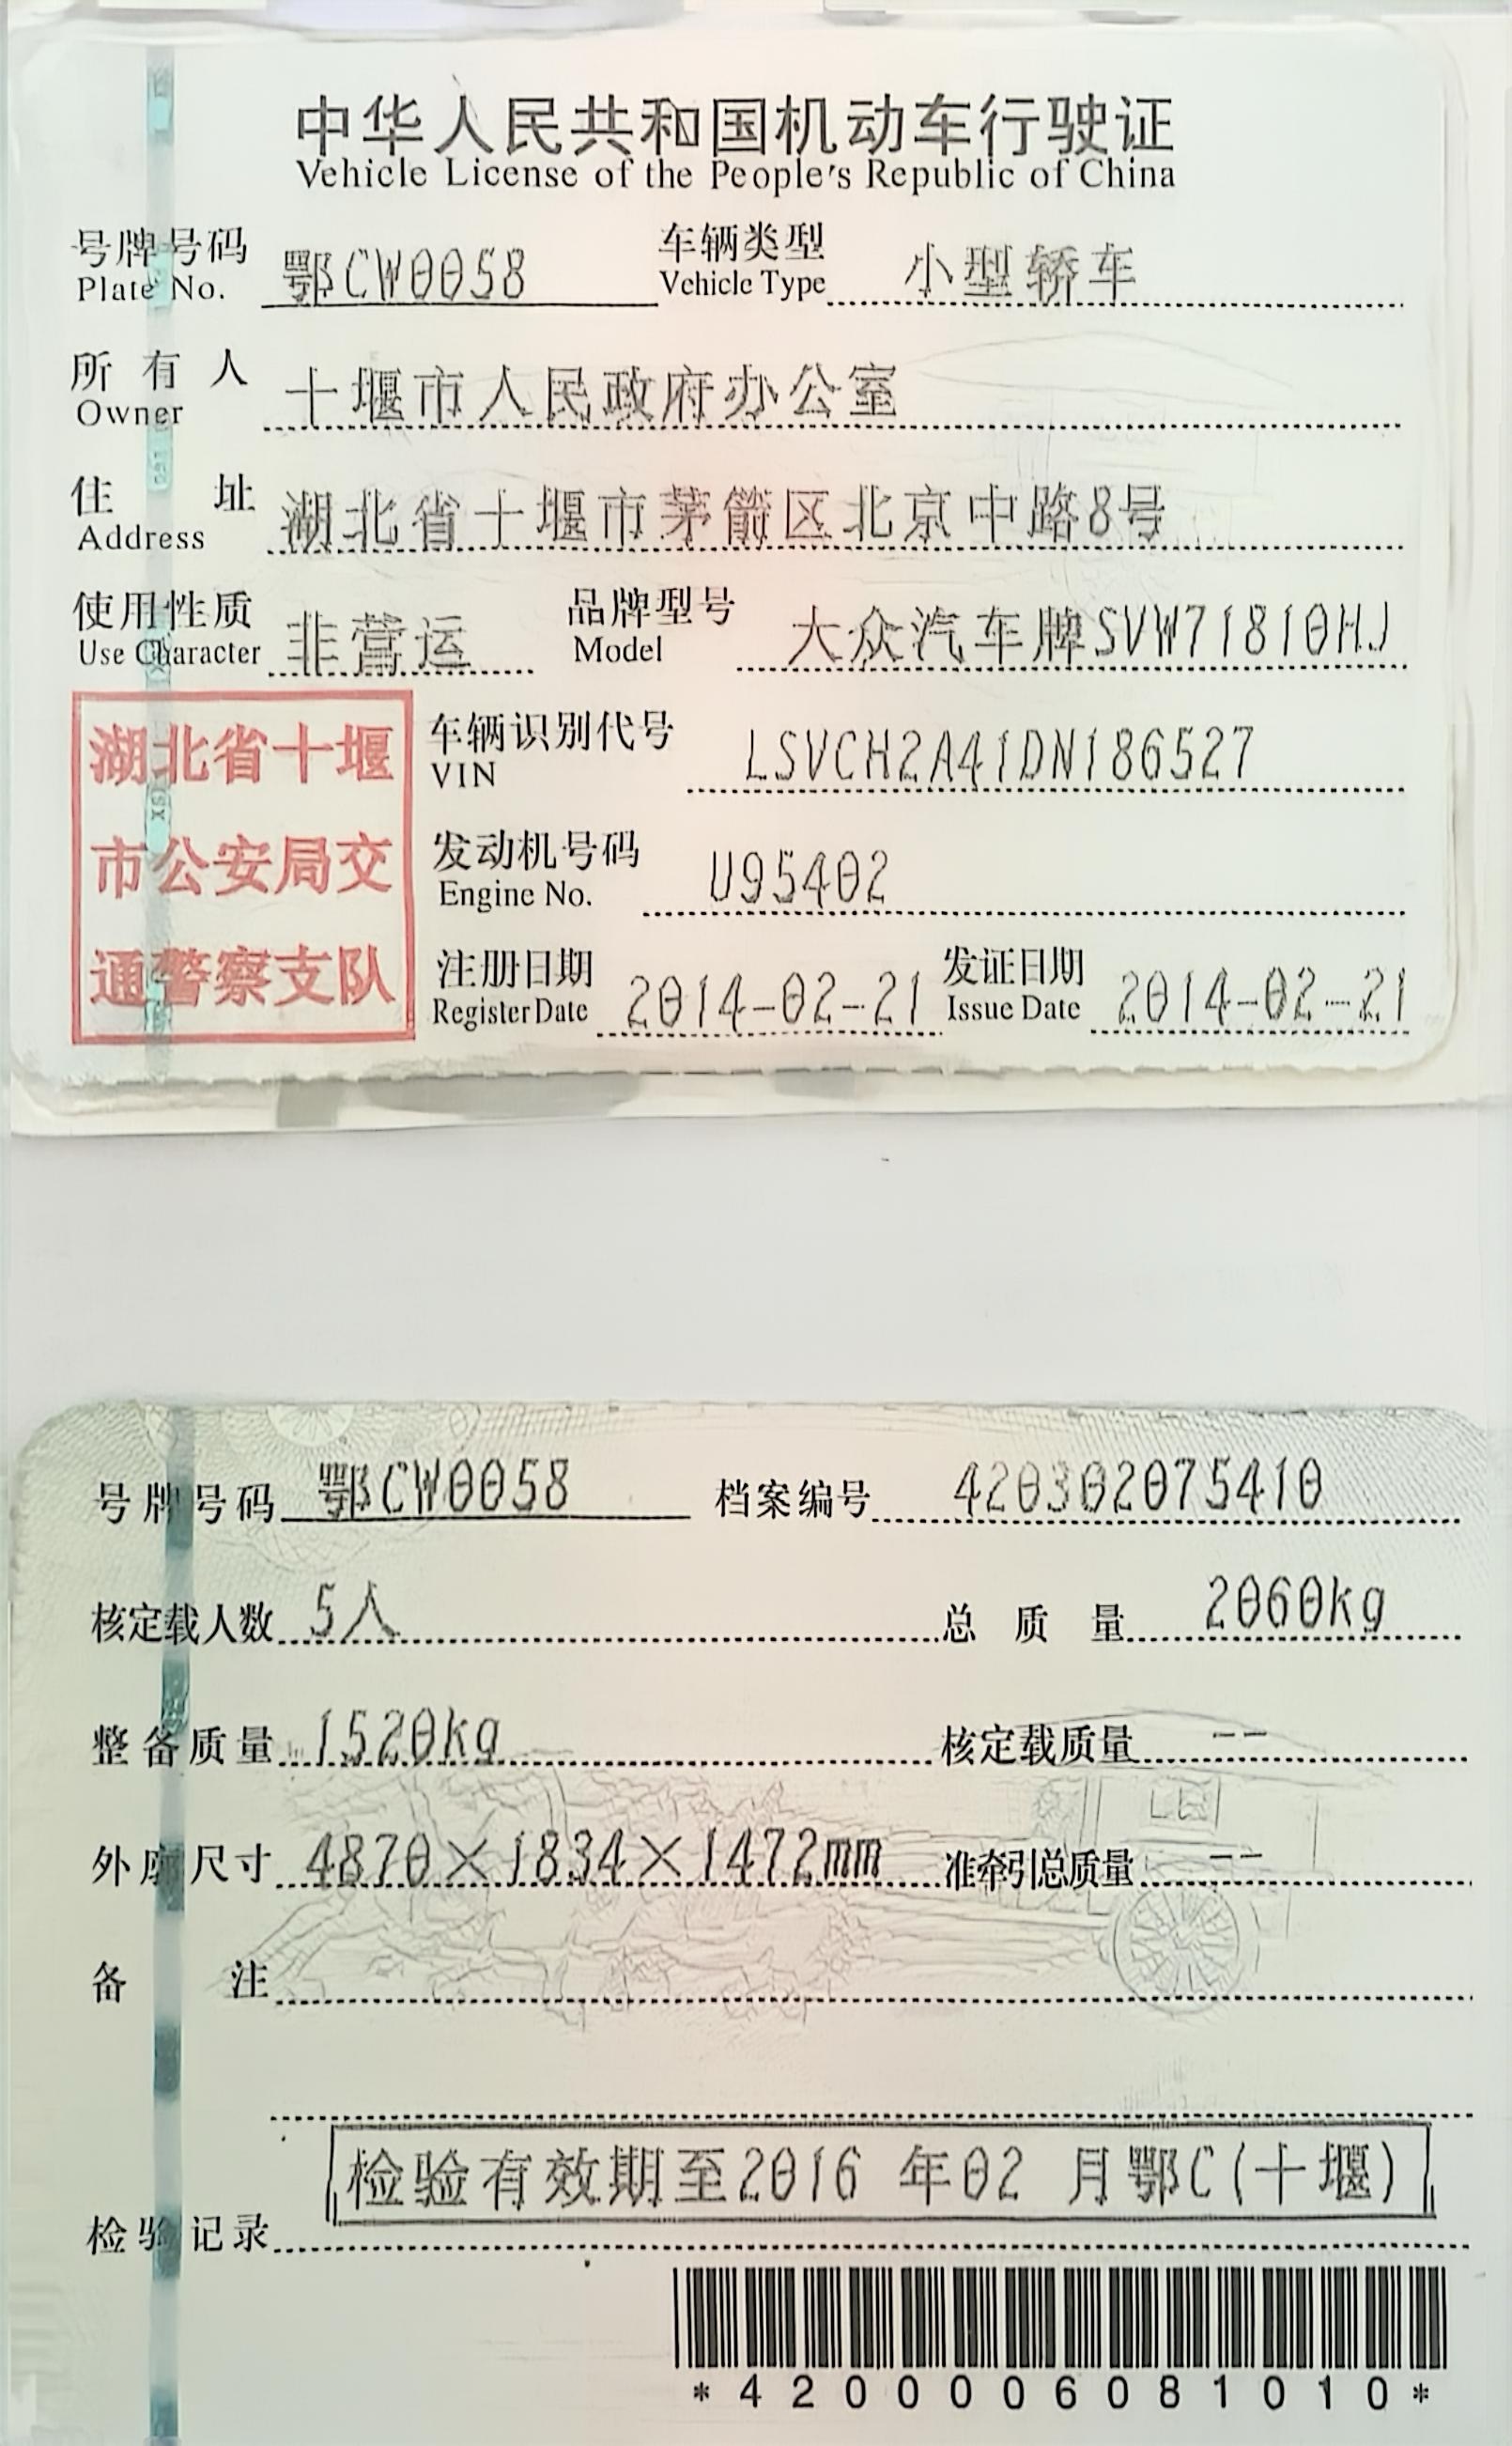 中华人民共和国机动车行驶证
Vehicle License of the People's Republic of China
号牌号码 鄂CW0058 车辆类型 小型轿车
Plate No. Vehicle Type
所有人 十堰市人民政府办公室
Owner
住址 湖北省十堰市茅箭区北京中路8号
Address
使用性质 非营运 品牌型号 大众汽车牌SVW71810HJ
Use Character Model
湖北省十堰
市公安局交
通警察支队
车辆识别代号 LSVCH2A41DN186527
VIN
发动机号码 U95402
Engine No.
注册日期 2014-02-21 发证日期 2014-02-21
Register Date Issue Date
号牌号码 鄂CW0058 档案编号 420302075410
核定载人数 5人 总质量 2060kg
整备质量 1520kg 核定载质量 --
外廓尺寸 4870×1834×1472mm 准牵引总质量 --
备注
检验有效期至2016 年02 月鄂C(十堰)
检验记录
*4200006081010*